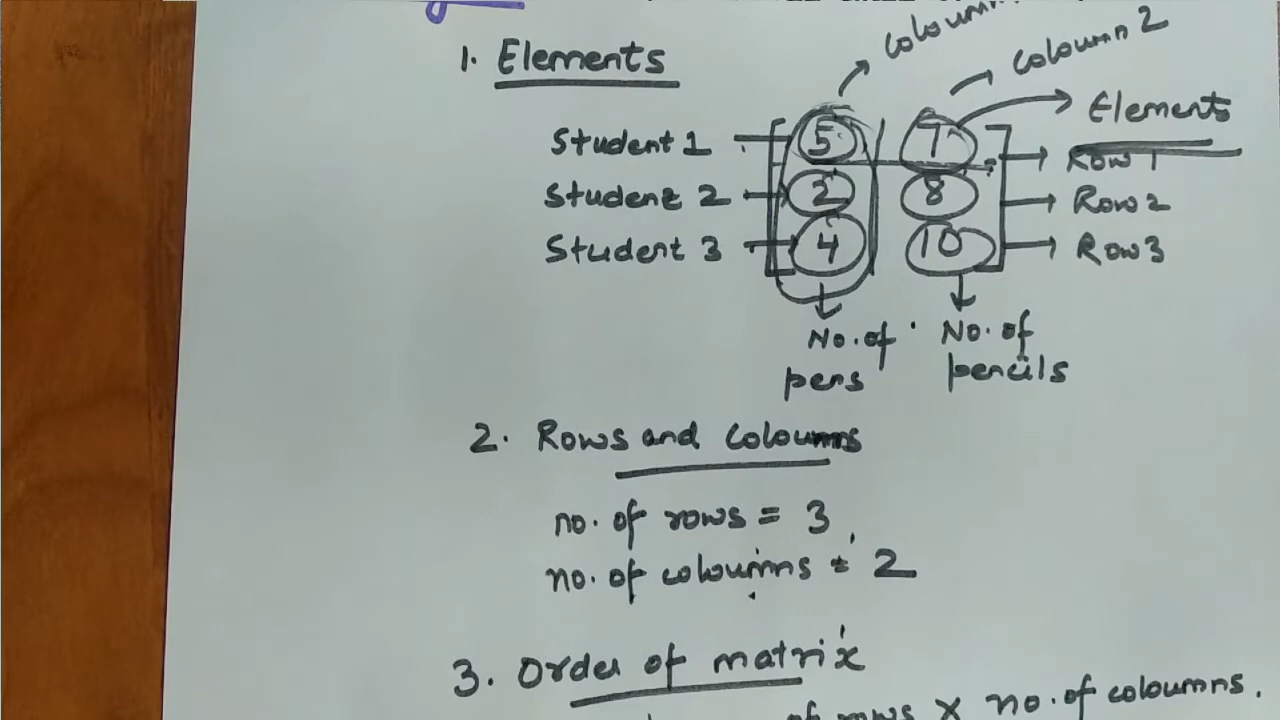 1. Elements
coloumn 2
Elements
Student 1 5 7 Row 1
Student 2 2 8 Row 2
Student 3 4 10 Row 3
No. of No. of
pens pencils
2. Rows and coloumns
no. of rows = 3
no. of coloumns = 2
3. Order of matrix
of rows x no. of coloumns.